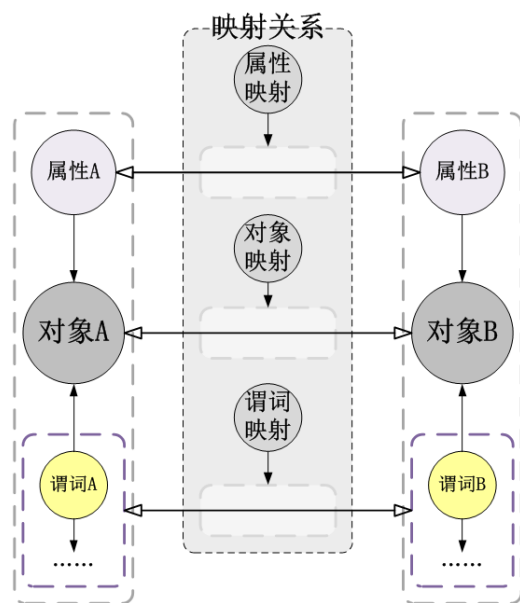 映射关系
属性
映射
属性A
属性B
对象
映射
对象A
对象B
谓词
映射
谓词A
谓词B
......
......